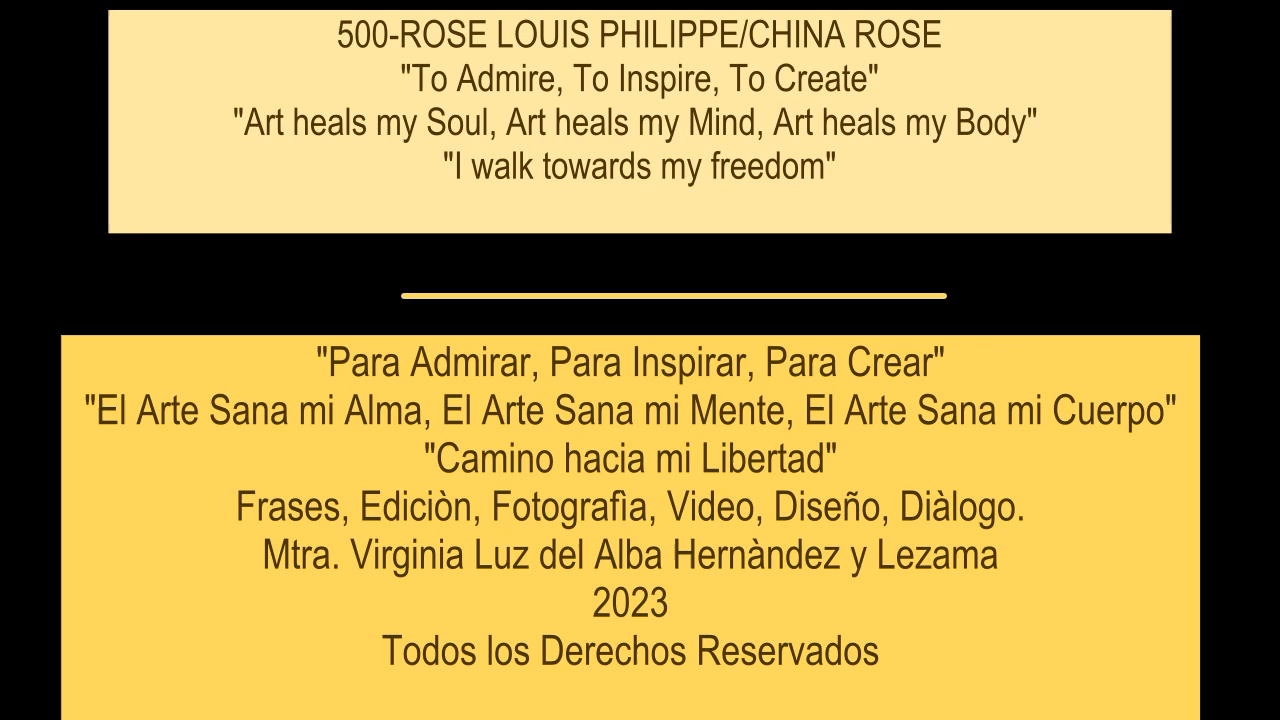 500-ROSE LOUIS PHILIPPE/CHINA ROSE
"To Admire, To Inspire, To Create"
"Art heals my Soul, Art heals my Mind, Art heals my Body"
"I walk towards my freedom"
"Para Admirar, Para Inspirar, Para Crear"
"El Arte Sana mi Alma, El Arte Sana mi Mente, El Arte Sana mi Cuerpo"
"Camino hacia mi Libertad"
Frases, Ediciòn, Fotografìa, Video, Diseño, Diàlogo.
Mtra. Virginia Luz del Alba Hernàndez y Lezama
2023
Todos los Derechos Reservados